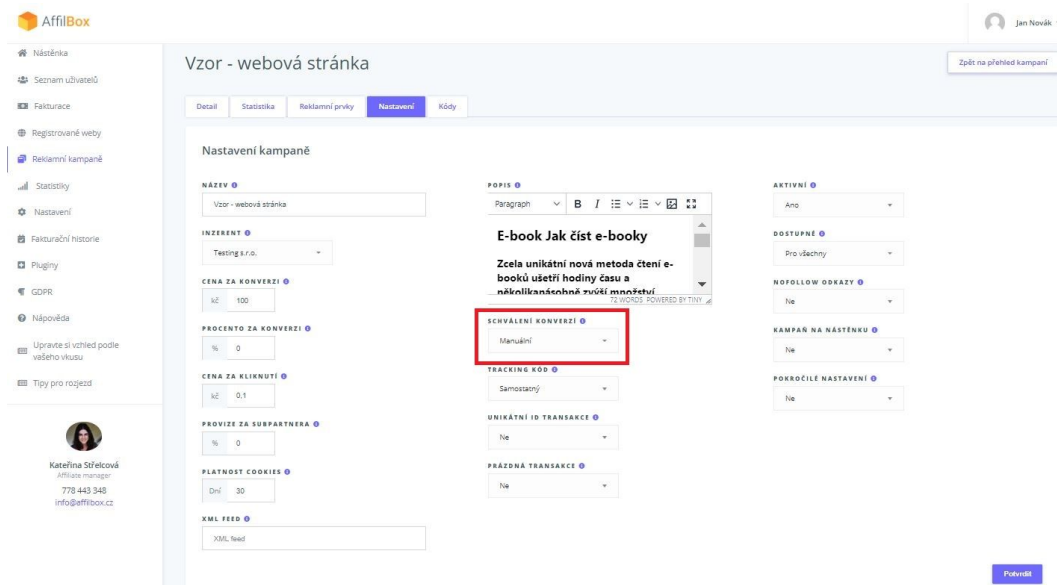 AffilBox
Jan Novák
Nástěnka
Seznam uživatelů
Fakturace
Registrované weby
Reklamní kampaně
Statistiky
Nastavení
Fakturační historie
Pluginy
GDPR
Nápověda
Upravte si vzhled podle
vašeho vkusu
Tipy pro rozjezd
Kateřina Střelcová
Affiliate manager
778 443 348
info@affilbox.cz
Vzor - webová stránka
Zpět na přehled kampaní
Detail
Statistika
Reklamní prvky
Nastavení
Kódy
Nastavení kampaně
NÁZEV
Vzor - webová stránka
INZERENT
Testing s.r.o.
CENA ZA KONVERZI
kč 100
PROCENTO ZA KONVERZI
% 0
CENA ZA KLIKNUTÍ
kč 0,1
PROVIZE ZA SUBPARTNERA
% 0
PLATNOST COOKIES
Dní 30
XML FEED
XML feed
POPIS
Paragraph B I
E-book Jak číst e-booky
Zcela unikátní nová metoda čtení e-
booků ušetří hodiny času a
několikanásobně zvýší množství
72 WORDS POWERED BY TINY
SCHVÁLENÍ KONVERZÍ
Manuální
TRACKING KÓD
Samostatný
UNIKÁTNÍ ID TRANSAKCE
Ne
PRÁZDNÁ TRANSAKCE
Ne
AKTIVNÍ
Ano
DOSTUPNÉ
Pro všechny
NOFOLLOW ODKAZY
Ne
KAMPAŇ NA NÁSTĚNKU
Ne
POKROČILÉ NASTAVENÍ
Ne
Potvrdit